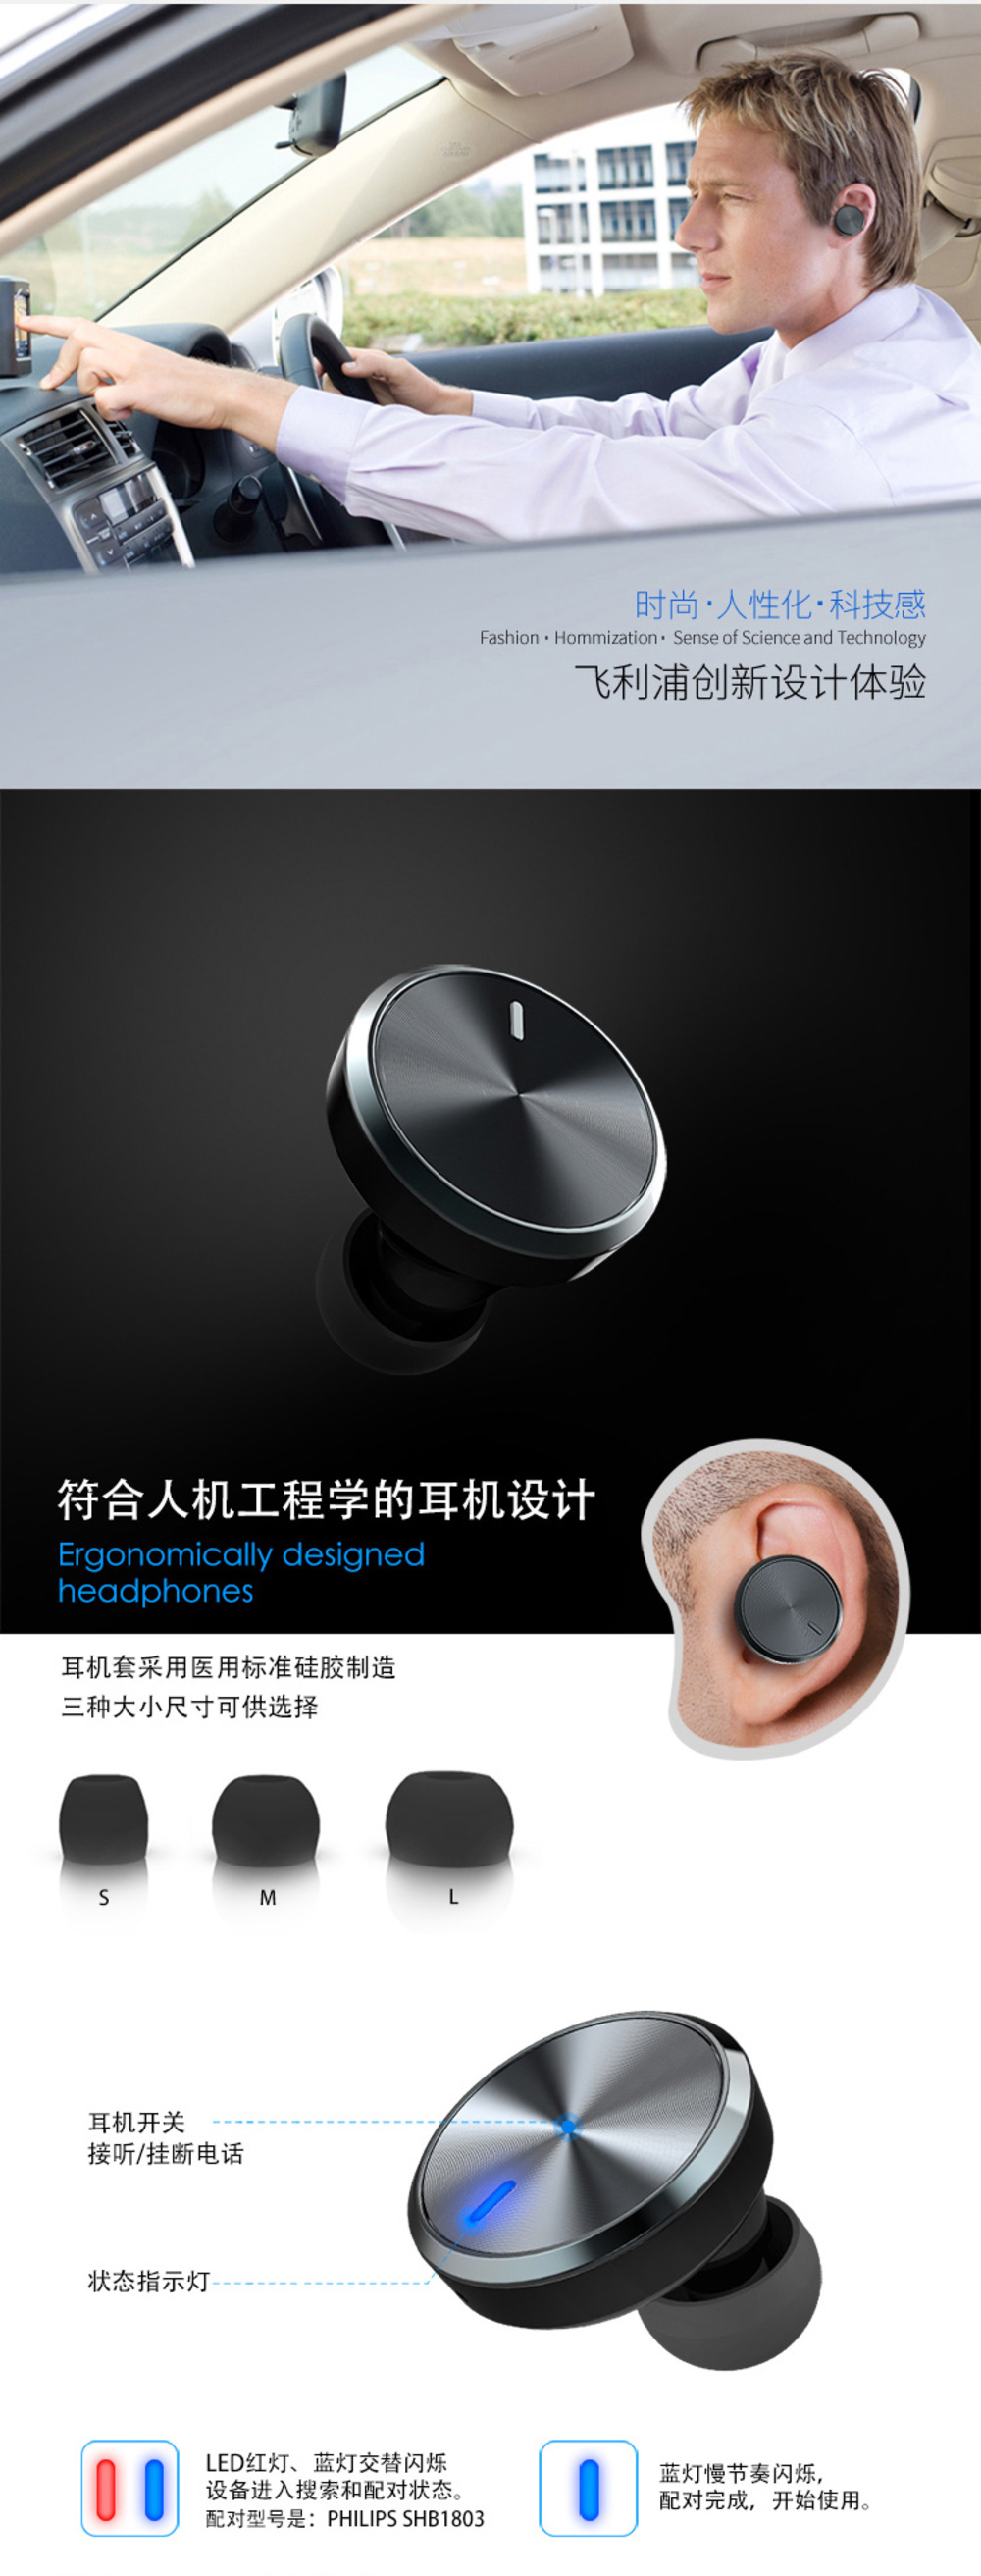 时尚·人性化·科技感
Fashion · Hommization · Sense of Science and Technology
飞利浦创新设计体验
符合人机工程学的耳机设计
Ergonomically designed
headphones
耳机套采用医用标准硅胶制造
三种大小尺寸可供选择
S M L
耳机开关
接听/挂断电话
状态指示灯
LED红灯、蓝灯交替闪烁
设备进入搜索和配对状态。
配对型号是：PHILIPS SHB1803
蓝灯慢节奏闪烁，
配对完成，开始使用。